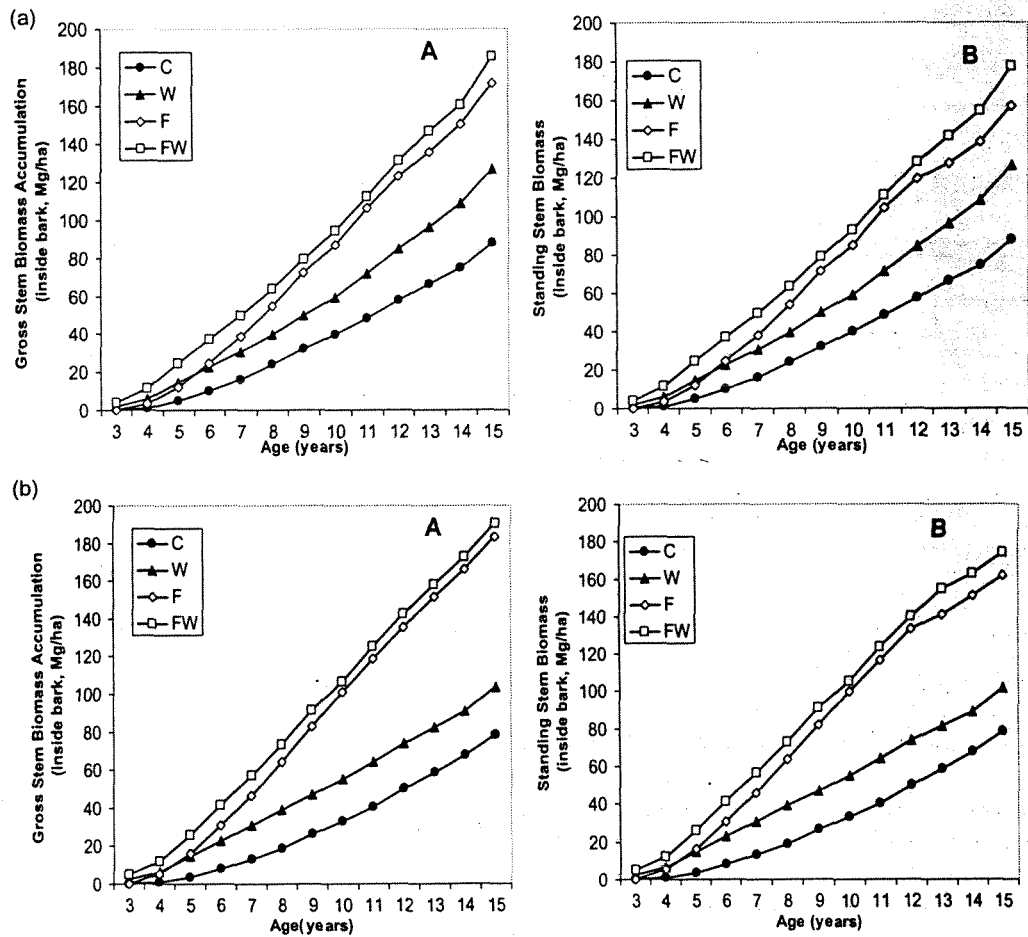 (a)
A
Gross Stem Biomass Accumulation
(inside bark, Mg/ha)
200
180
160
140
120
100
80
60
40
20
0
C
W
F
FW
3 4 5 6 7 8 9 10 11 12 13 14 15
Age (years)
B
Standing Stem Biomass
(inside bark, Mg/ha)
200
180
160
140
120
100
80
60
40
20
0
C
W
F
FW
3 4 5 6 7 8 9 10 11 12 13 14 15
Age (years)
(b)
A
Gross Stem Biomass Accumulation
(Inside bark, Mg/ha)
200
180
160
140
120
100
80
60
40
20
0
C
W
F
FW
3 4 5 6 7 8 9 10 11 12 13 14 15
Age(years)
B
Standing Stem Biomass
(inside bark, Mg/ha)
200
180
160
140
120
100
80
60
40
20
0
C
W
F
FW
3 4 5 6 7 8 9 10 11 12 13 14 15
Age (years)